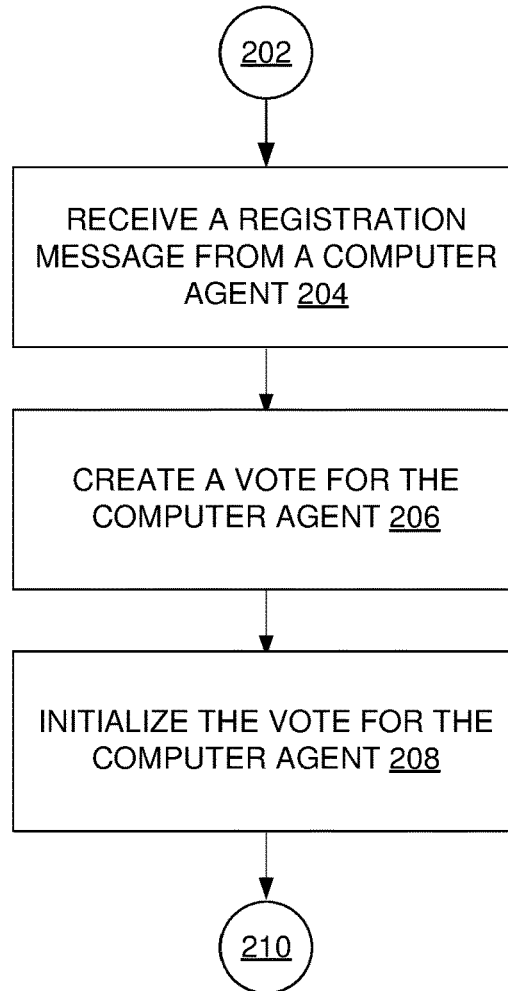 202
RECEIVE A REGISTRATION
MESSAGE FROM A COMPUTER
AGENT 204
CREATE A VOTE FOR THE
COMPUTER AGENT 206
INITIALIZE THE VOTE FOR THE
COMPUTER AGENT 208
210